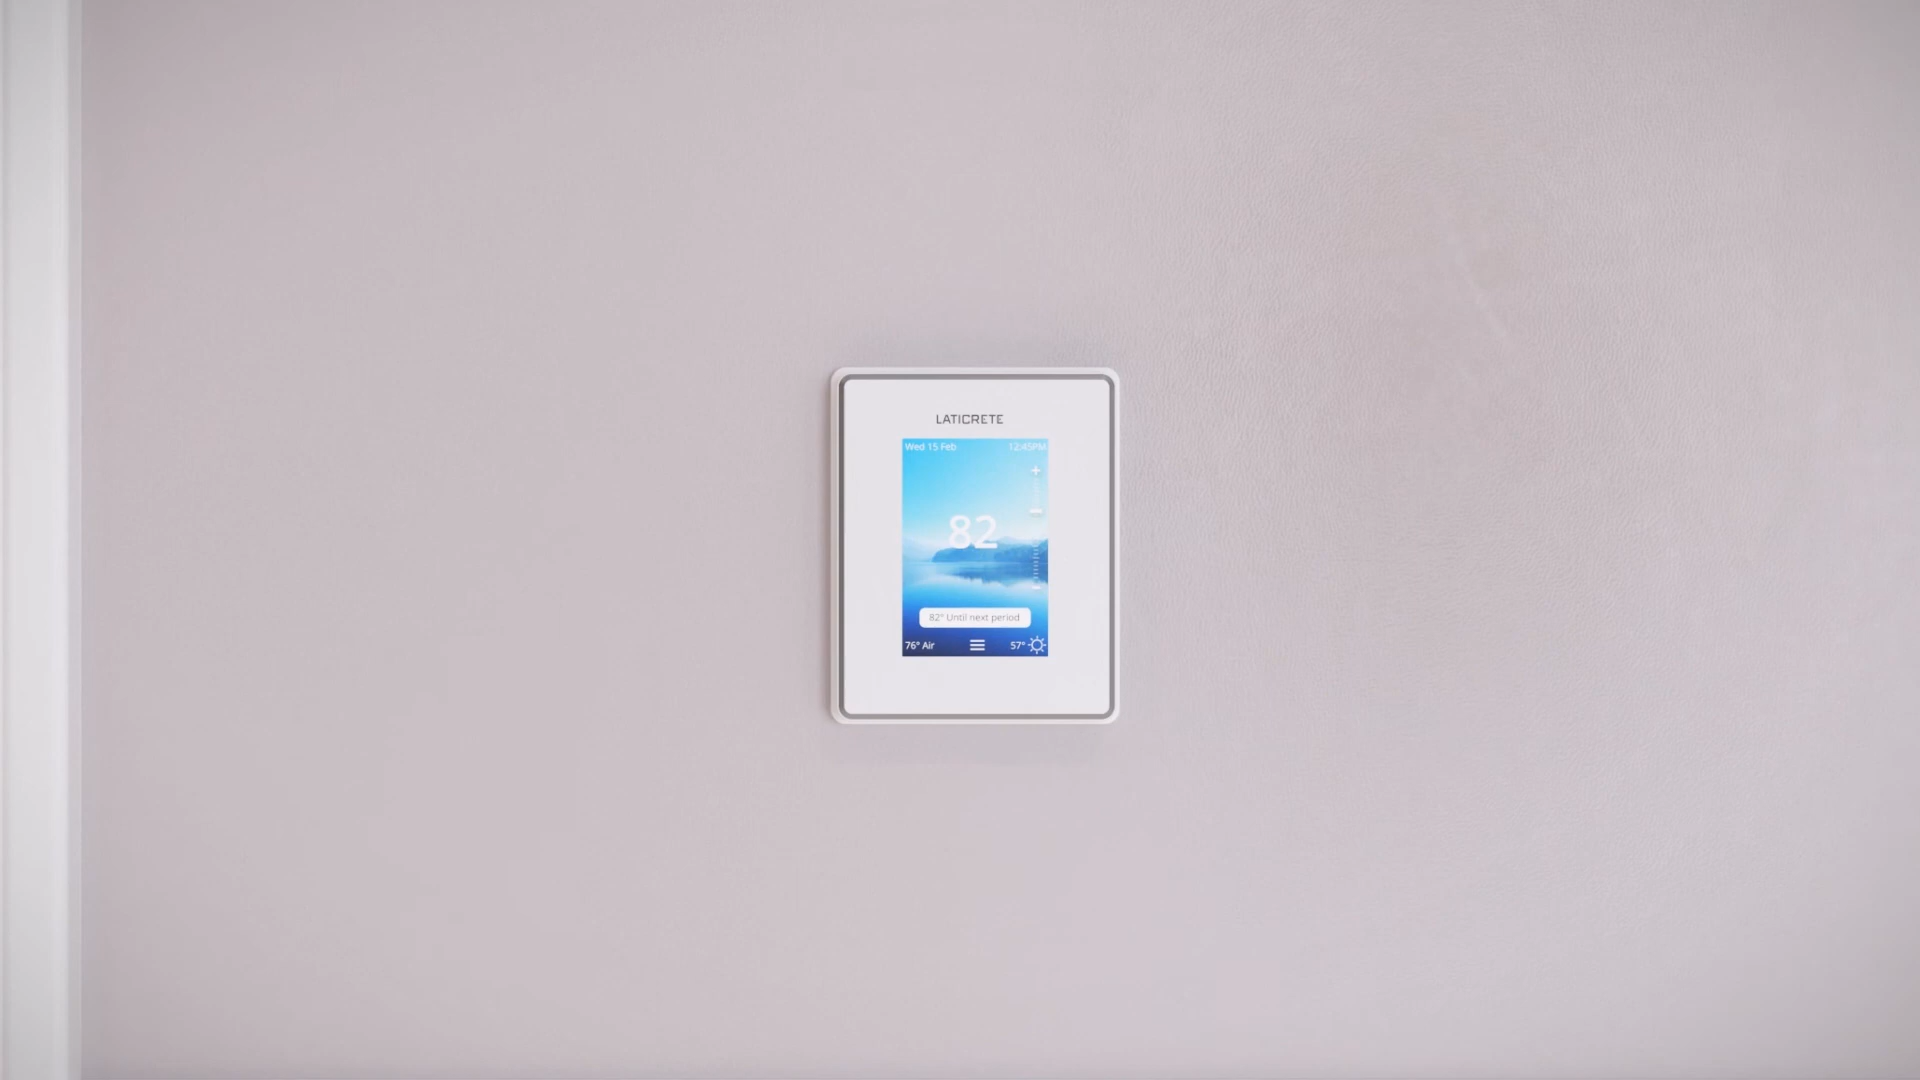 LATICRETE
Wed 15 Feb 12:45PM
+
82
82° Until next period
76° Air 57°